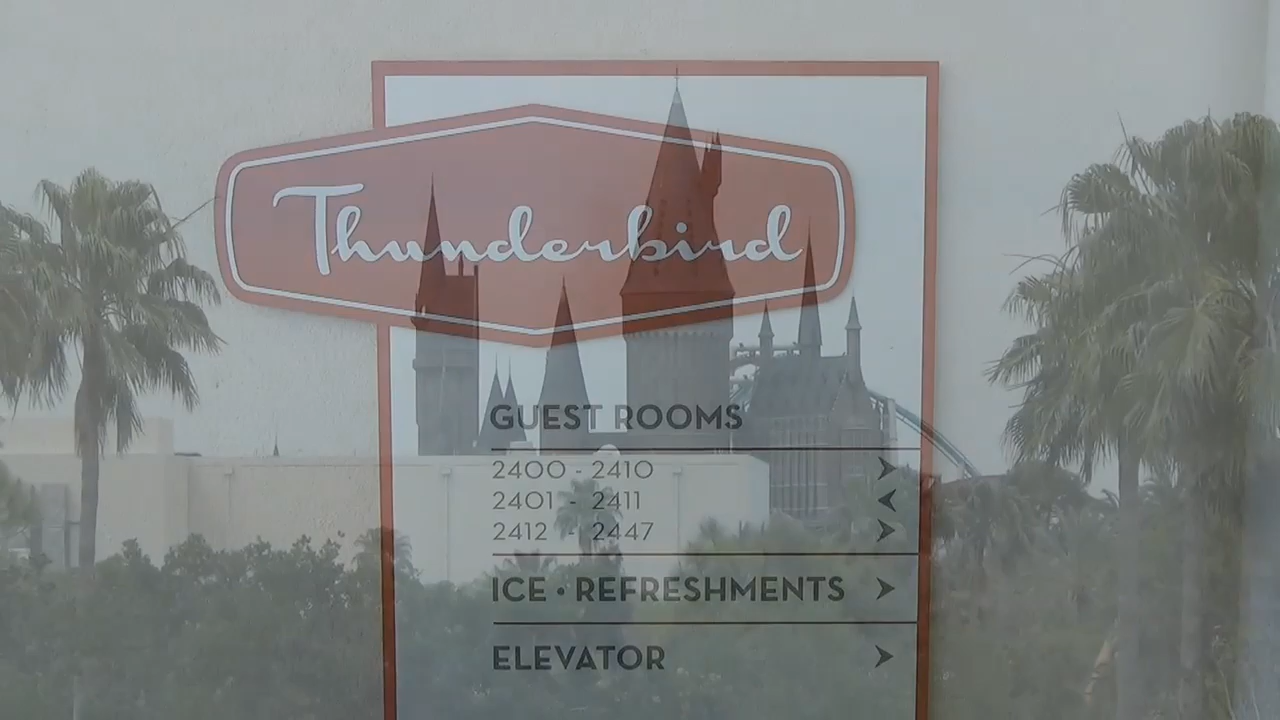 Thunderbird
GUEST ROOMS
2400 - 2410
2401 - 2411
2412 - 2447
ICE • REFRESHMENTS
ELEVATOR